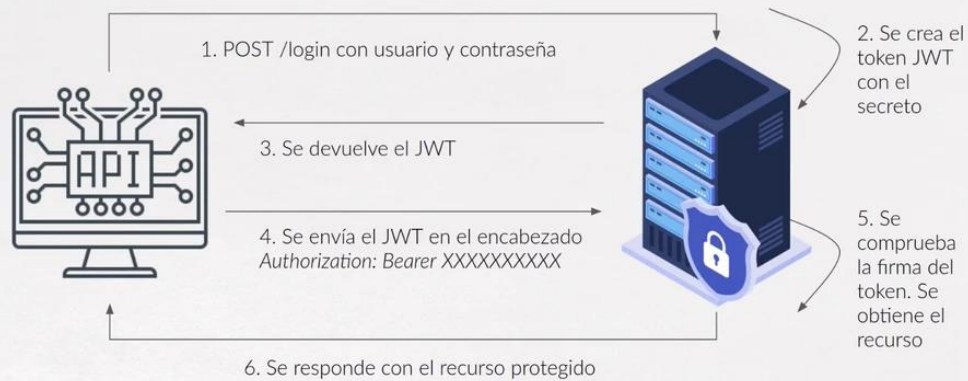 1. POST /login con usuario y contraseña
2. Se crea el
token JWT
con el
secreto
API
3. Se devuelve el JWT
4. Se envía el JWT en el encabezado
Authorization: Bearer XXXXXXXXXX
5. Se
comprueba
la firma del
token. Se
obtiene el
recurso
6. Se responde con el recurso protegido